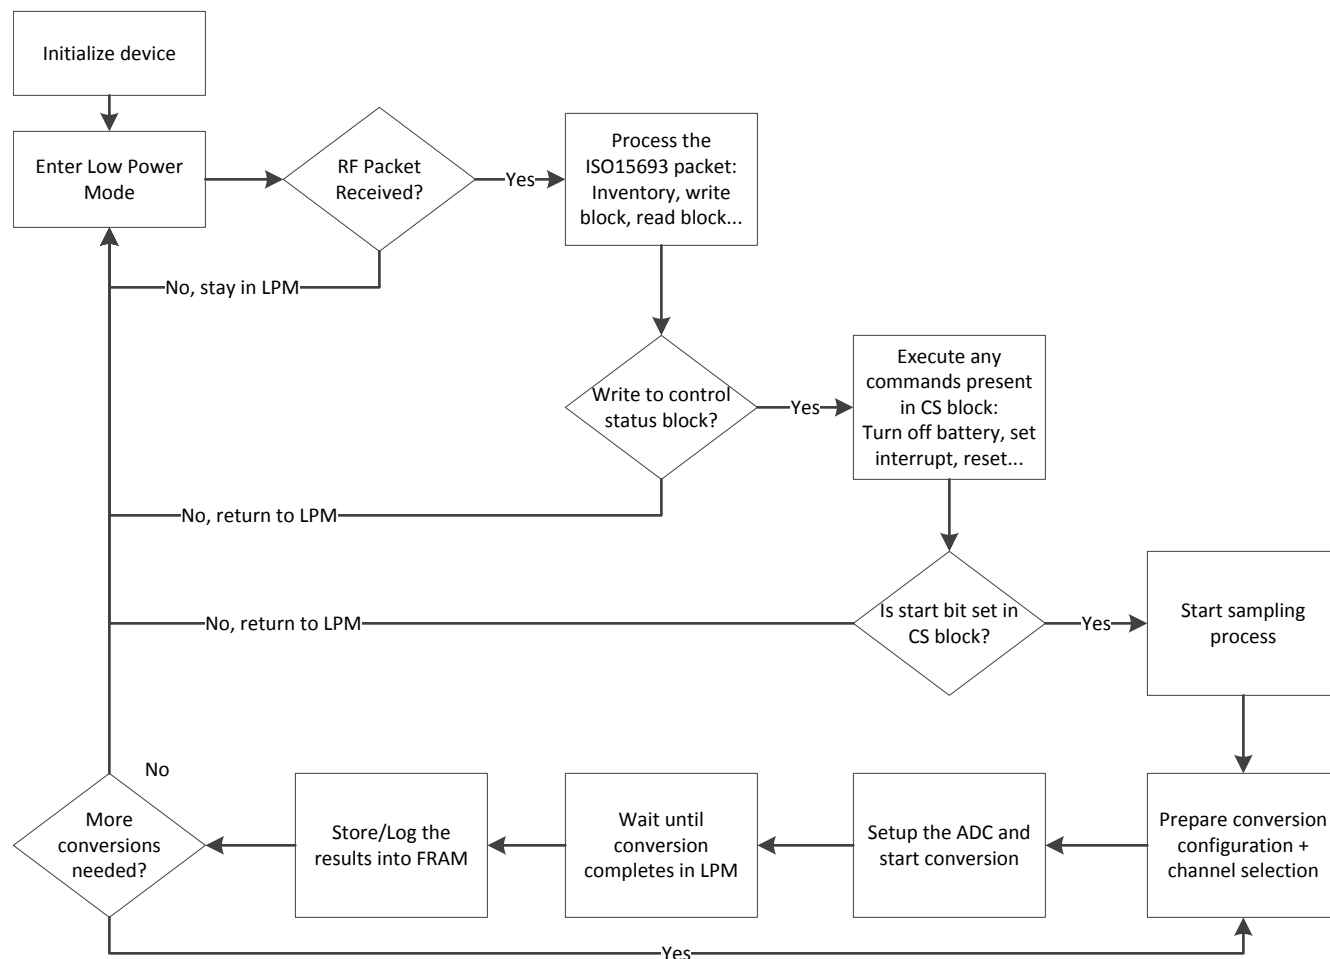 Initialize device
Enter Low Power
Mode
RF Packet
Received?
Yes
Process the
ISO15693 packet:
Inventory, write
block, read block...
No, stay in LPM
Write to control
status block?
Yes
Execute any
commands present
in CS block:
Turn off battery, set
interrupt, reset...
No, return to LPM
Is start bit set in
CS block?
Yes
Start sampling
process
No, return to LPM
Prepare conversion
configuration +
channel selection
Setup the ADC and
start conversion
Wait until
conversion
completes in LPM
Store/Log the
results into FRAM
More
conversions
needed?
No
Yes